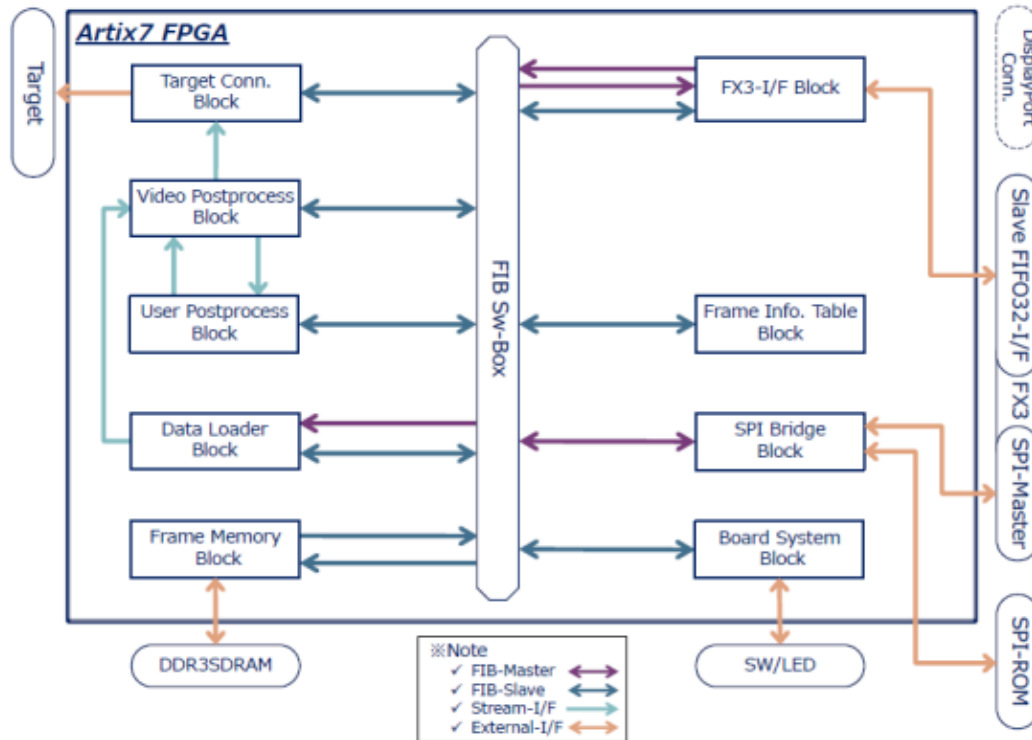 Artix7 FPGA
Target
Target Conn.
Block
FX3-I/F Block
DisplayPort
Conn.
Video Postprocess
Block
Slave FIFO32-I/F
FIB Sw-Box
User Postprocess
Block
Frame Info. Table
Block
FX3
Data Loader
Block
SPI Bridge
Block
SPI-Master
Frame Memory
Block
Board System
Block
DDR3SDRAM
SW/LED
SPI-ROM
※Note
✓ FIB-Master
✓ FIB-Slave
✓ Stream-I/F
✓ External-I/F